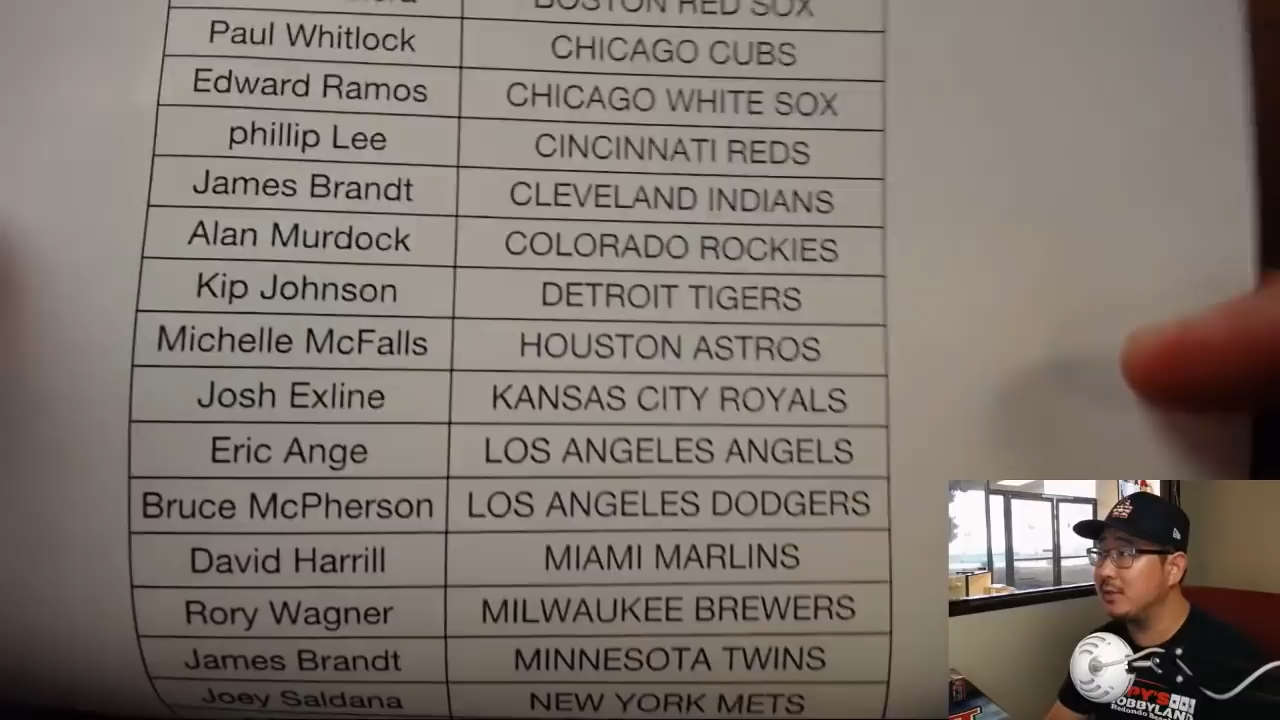 BOSTON RED SOX
Paul Whitlock CHICAGO CUBS
Edward Ramos CHICAGO WHITE SOX
phillip Lee CINCINNATI REDS
James Brandt CLEVELAND INDIANS
Alan Murdock COLORADO ROCKIES
Kip Johnson DETROIT TIGERS
Michelle McFalls HOUSTON ASTROS
Josh Exline KANSAS CITY ROYALS
Eric Ange LOS ANGELES ANGELS
Bruce McPherson LOS ANGELES DODGERS
David Harrill MIAMI MARLINS
Rory Wagner MILWAUKEE BREWERS
James Brandt MINNESOTA TWINS
Joey Saldana NEW YORK METS
Redondo